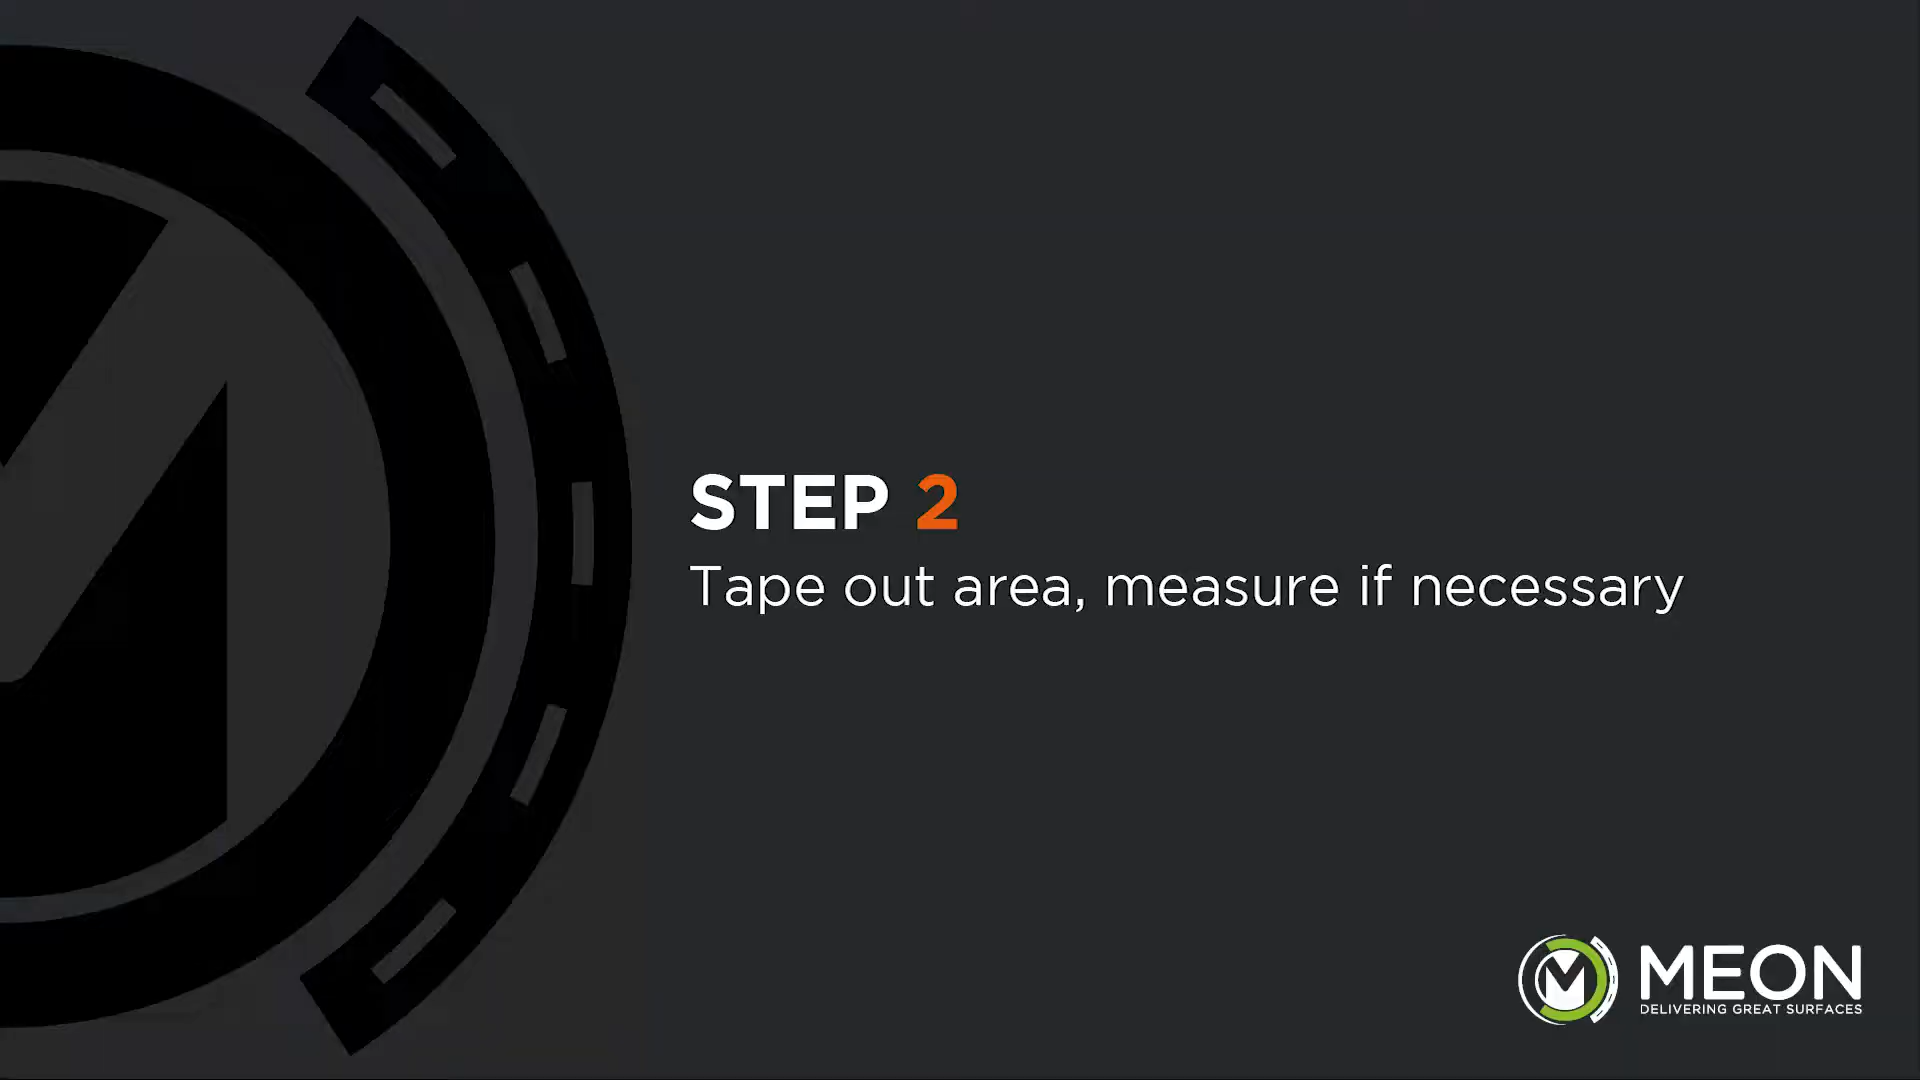 STEP 2
Tape out area, measure if necessary
MEON
DELIVERING GREAT SURFACES